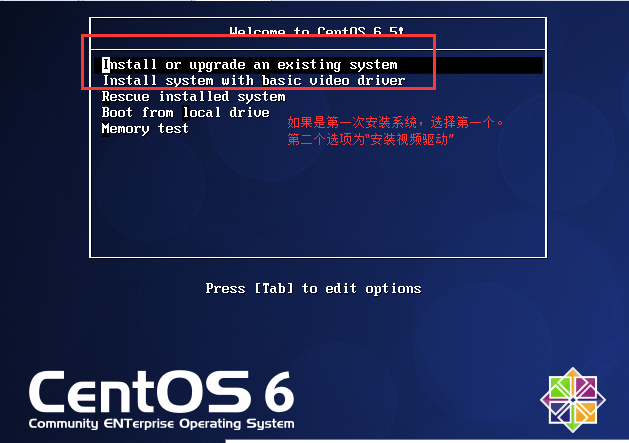 Welcome to CentOS 6.5!
Install or upgrade an existing system
Install system with basic video driver
Rescue installed system
Boot from local drive
Memory test
如果是第一次安装系统，选择第一个。
第二个选项为“安装视频驱动”
Press [Tab] to edit options
CentOS 6
Community ENTerprise Operating System